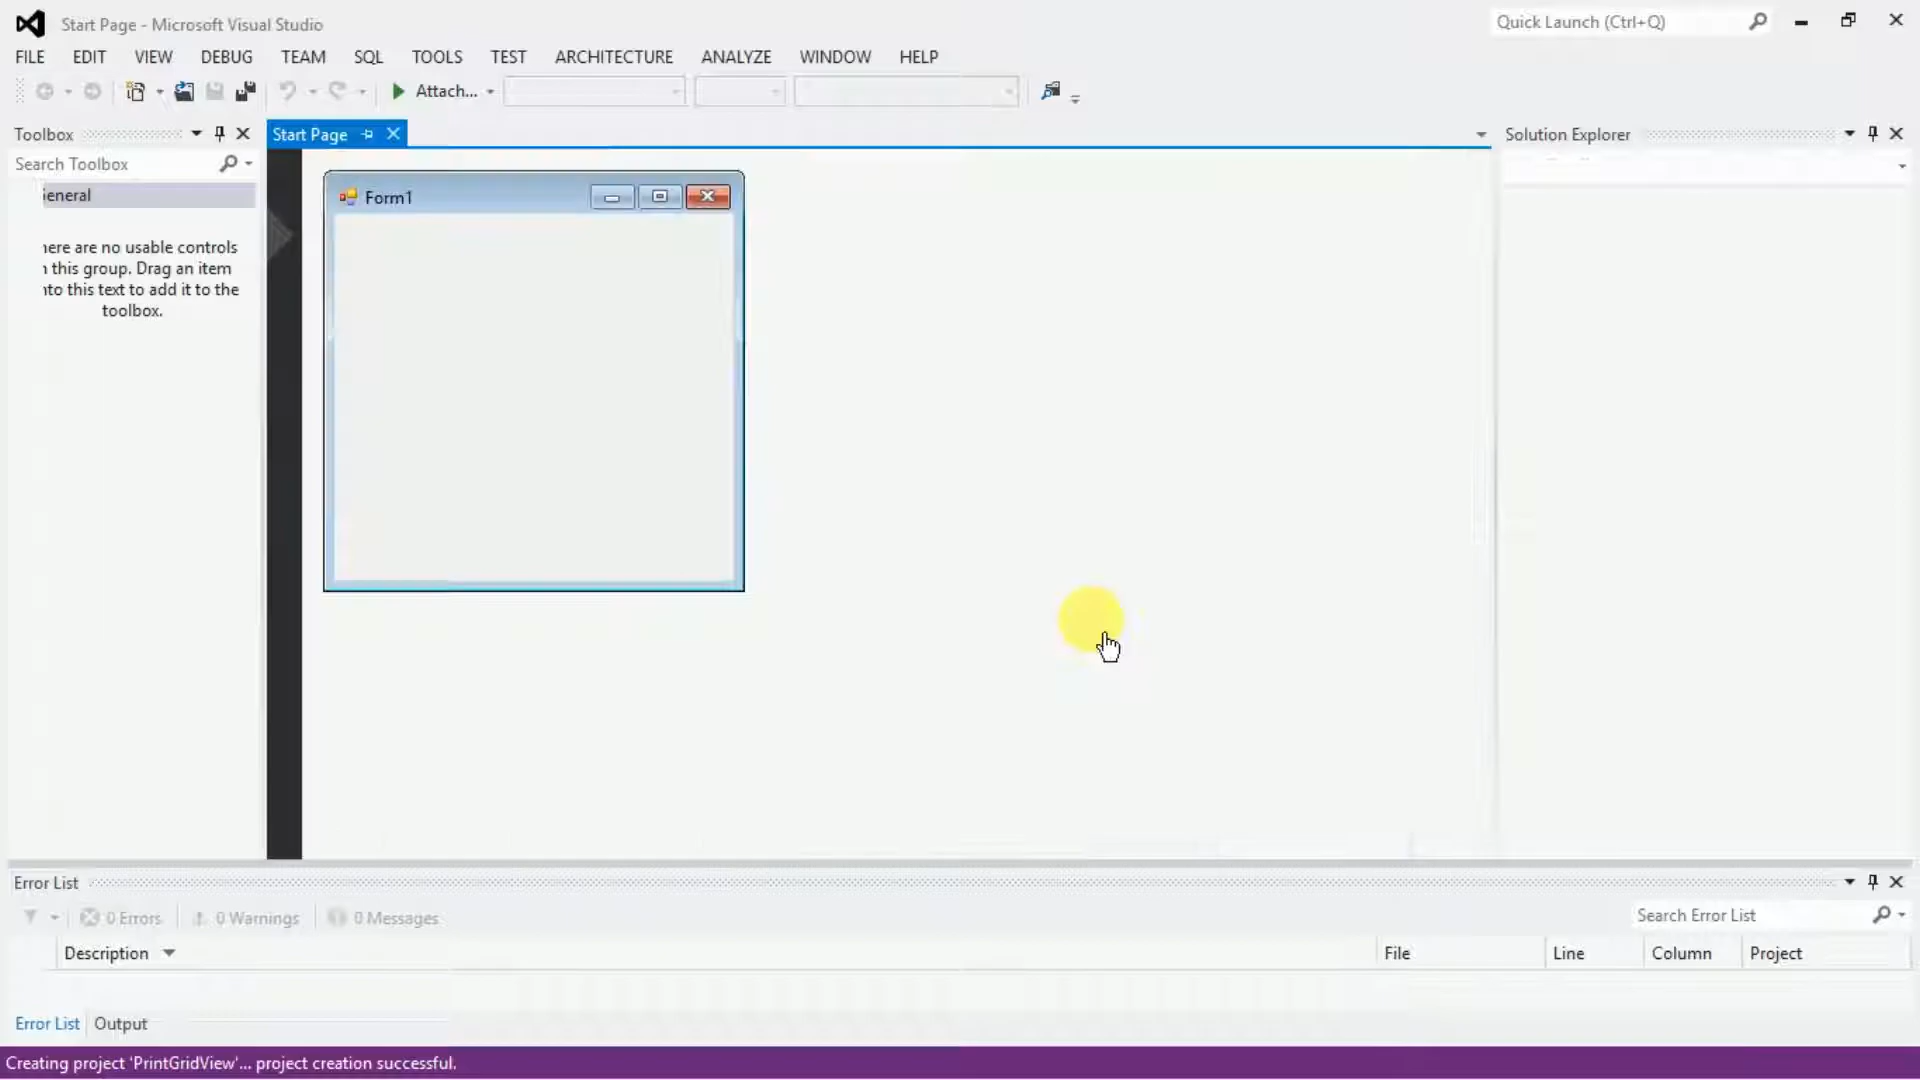 Start Page - Microsoft Visual Studio
Quick Launch (Ctrl+Q)
FILE EDIT VIEW DEBUG TEAM SQL TOOLS TEST ARCHITECTURE ANALYZE WINDOW HELP
Attach...
Toolbox
Start Page
Solution Explorer
Search Toolbox
eneral
Form1
here are no usable controls
this group. Drag an item
nto this text to add it to the
toolbox.
Error List
0 Errors
0 Warnings
0 Messages
Search Error List
Description File Line Column Project
Error List Output
Creating project 'PrintGridView'... project creation successful.